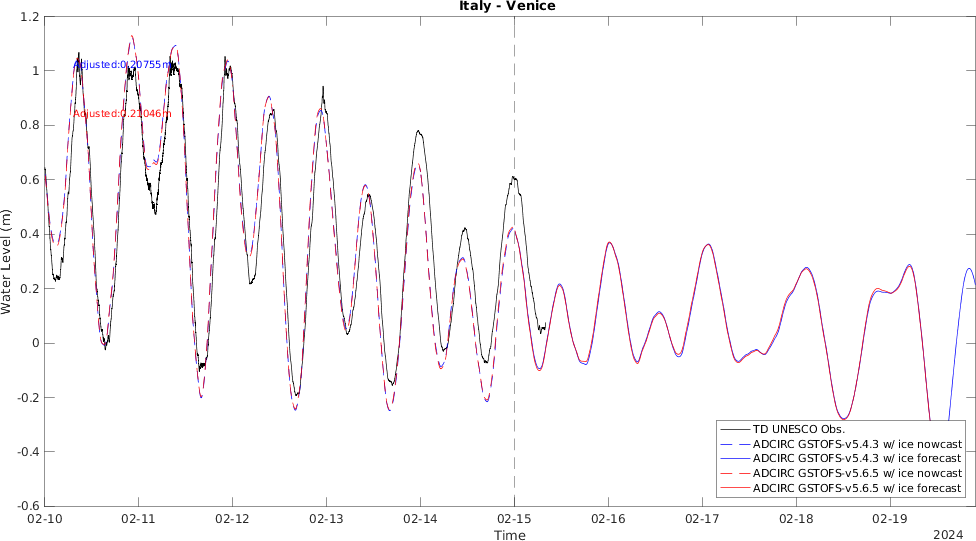 Italy - Venice
1.2
1
0.8
0.6
0.4
0.2
0
-0.2
-0.4
-0.6
Water Level (m)
Adjusted:0.20755m
Adjusted:0.21046m
TD UNESCO Obs.
ADCIRC GSTOFS-v5.4.3 w/ ice nowcast
ADCIRC GSTOFS-v5.4.3 w/ ice forecast
ADCIRC GSTOFS-v5.6.5 w/ ice nowcast
ADCIRC GSTOFS-v5.6.5 w/ ice forecast
02-10 02-11 02-12 02-13 02-14 02-15 02-16 02-17 02-18 02-19
Time
2024